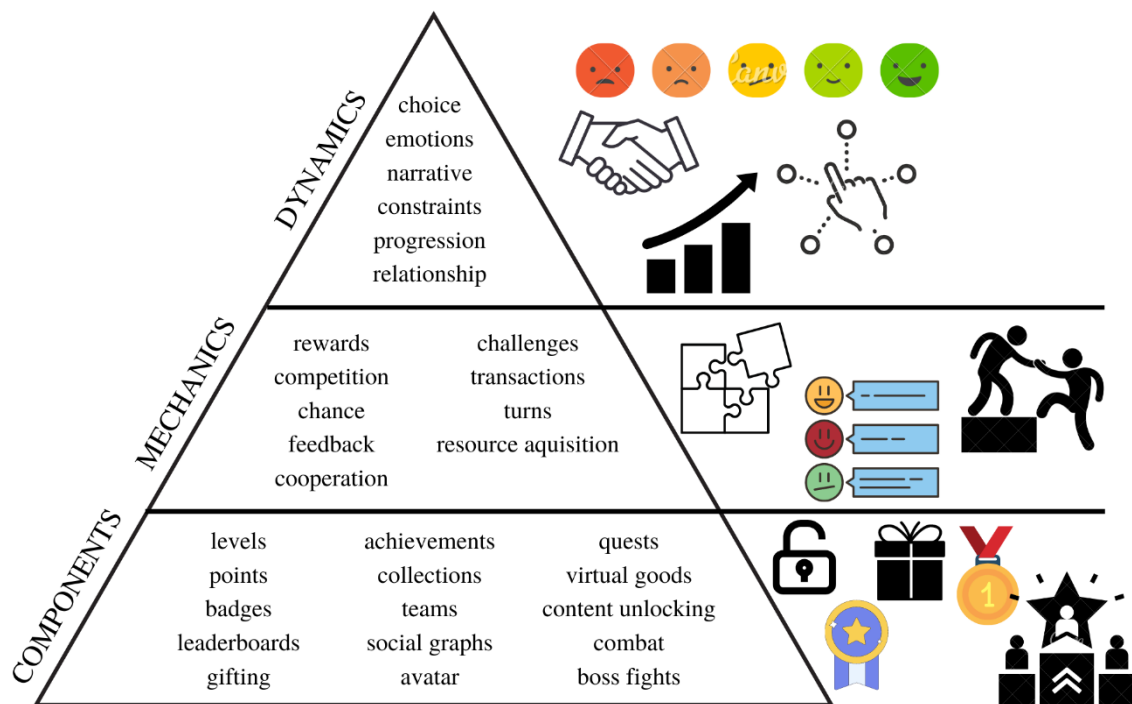 DYNAMICS
choice
emotions
narrative
constraints
progression
relationship
Canva
MECHANICS
rewards
competition
chance
feedback
cooperation
challenges
transactions
turns
resource aquisition
COMPONENTS
levels
points
badges
leaderboards
gifting
achievements
collections
teams
social graphs
avatar
quests
virtual goods
content unlocking
combat
boss fights
1